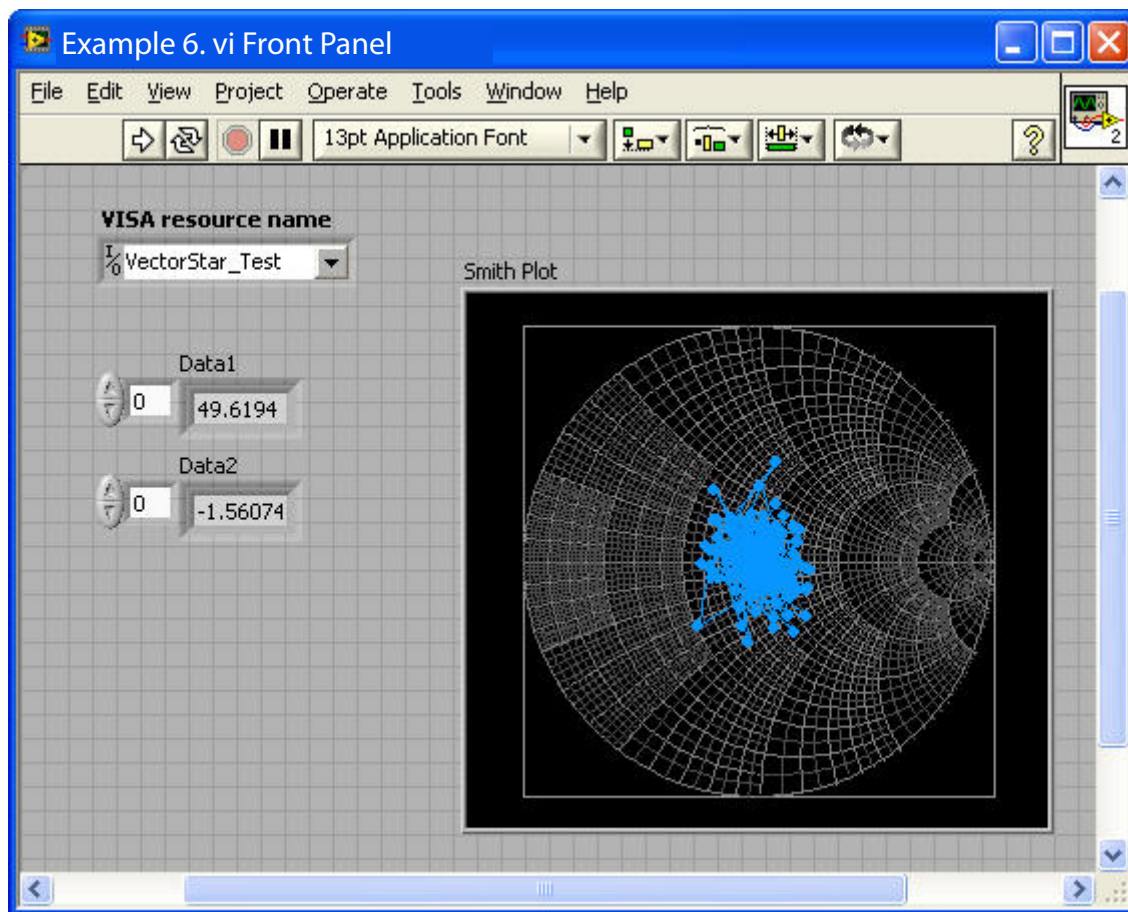 Example 6. vi Front Panel
File Edit View Project Operate Tools Window Help
13pt Application Font
?
2
VISA resource name
I/O VectorStar_Test
Smith Plot
Data1
0
49.6194
Data2
0
-1.56074